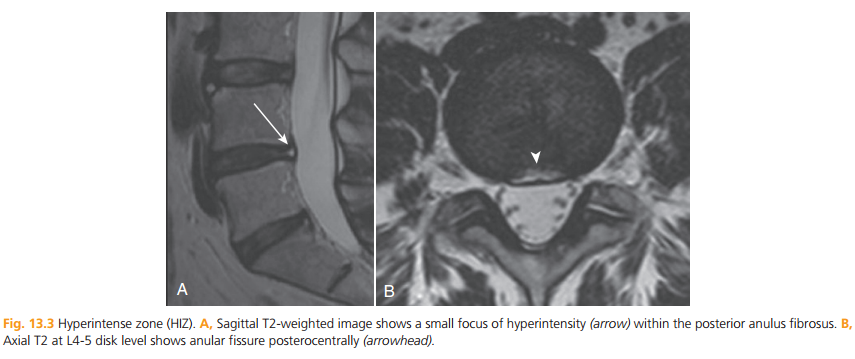 A
B
Fig. 13.3 Hyperintense zone (HIZ). A, Sagittal T2-weighted image shows a small focus of hyperintensity (arrow) within the posterior anulus fibrosus. B,
Axial T2 at L4-5 disk level shows anular fissure posterocentrally (arrowhead).